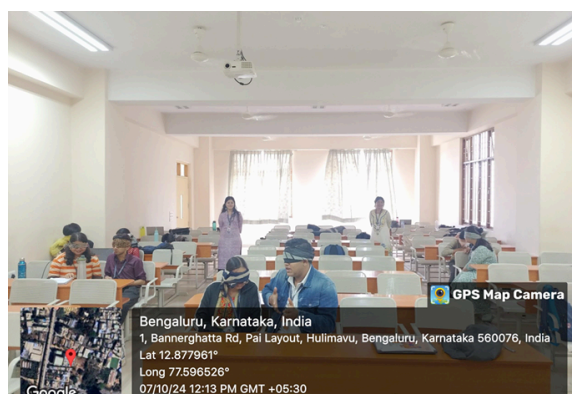 GPS Map Camera
Bengaluru, Karnataka, India
1, Bannerghatta Rd, Pai Layout, Hulimavu, Bengaluru, Karnataka 560076, India
Lat 12.877961°
Long 77.596526°
07/10/24 12:13 PM GMT +05:30
Google